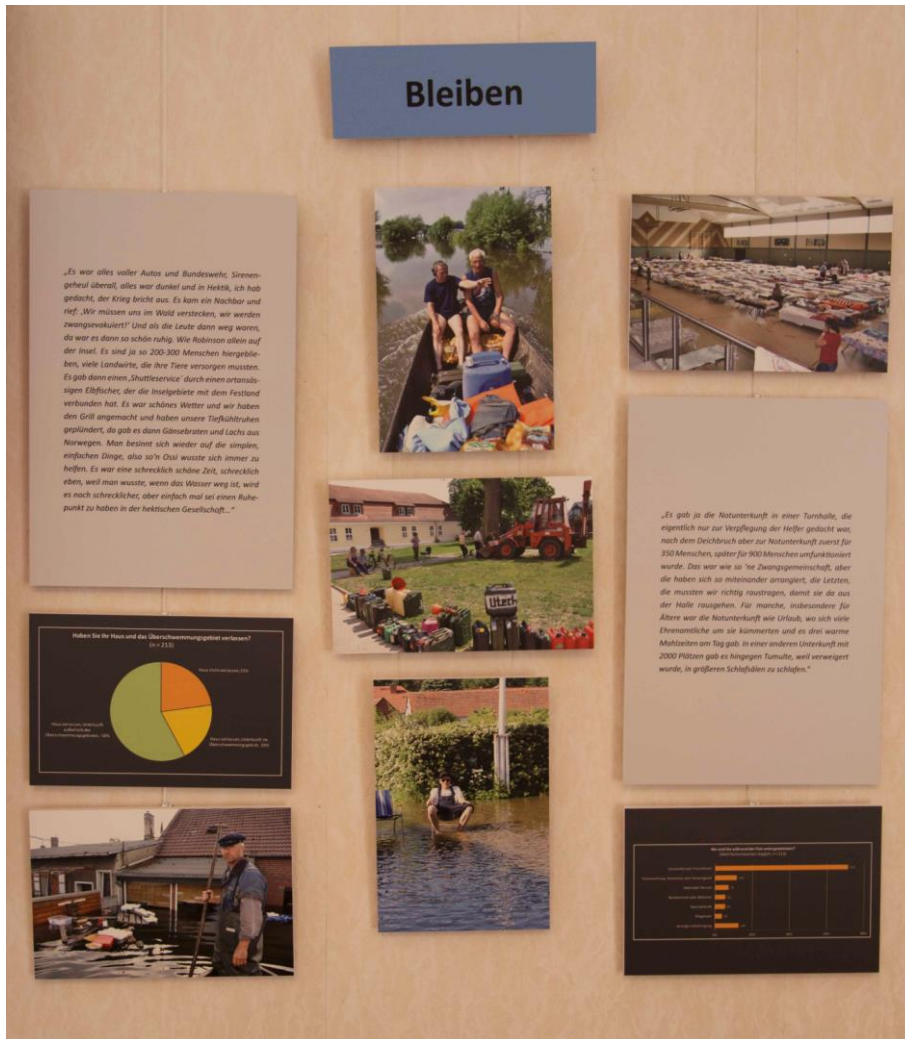 Bleiben
„Es war alles voller Autos und Bundeswehr, Sirenen-
geheul überall, alles war dunkel und in Hektik, ich hab
gedacht, der Krieg bricht aus. Es kam ein Nachbar und
rief: ‚Wir müssen uns im Wald verstecken, wir werden
zwangsevakuiert!' Und als die Leute dann weg waren,
da war es dann so schön ruhig. Wie Robinson allein auf
der Insel. Es sind ja so 200-300 Menschen hiergeblie-
ben, viele Landwirte, die ihre Tiere versorgen mussten.
Es gab dann einen ‚Shuttleservice' durch einen ortsansäs-
sigen Elbfischer, der die Inselgebiete mit dem Festland
verbunden hat. Es war schönes Wetter und wir haben
den Grill angemacht und haben unsere Tiefkühltruhen
geplündert, da gab es dann Gänsebraten und Lachs aus
Norwegen. Man besinnt sich wieder auf die simplen,
einfachen Dinge, also so'n Ossi wusste sich immer zu
helfen. Es war eine schrecklich schöne Zeit, schrecklich
eben, weil man wusste, wenn das Wasser weg ist, wird
es noch schrecklicher, aber einfach mal sei einen Ruhe-
punkt zu haben in der hektischen Gesellschaft..."
Haben Sie Ihr Haus und das Überschwemmungsgebiet verlassen?
(n = 213)
Haus verlassen, Unterkunft
außerhalb des
Überschwemmungsgebietes
Haus verlassen, Unterkunft im
Überschwemmungsgebiet
Utech
„Es gab ja die Notunterkunft in einer Turnhalle, die
eigentlich nur zur Verpflegung der Helfer gedacht war,
nach dem Deichbruch aber zur Notunterkunft zuerst für
350 Menschen, später für 900 Menschen umfunktioniert
wurde. Das war wie so 'ne Zwangsgemeinschaft, aber
die haben sich so miteinander arrangiert, die Letzten,
die mussten wir richtig raustragen, damit sie da aus
der Halle rausgehen. Für manche, insbesondere für
Ältere war die Notunterkunft wie Urlaub, wo sich viele
Ehrenamtliche um sie kümmerten und es drei warme
Mahlzeiten am Tag gab. In einer anderen Unterkunft mit
2000 Plätzen gab es hingegen Tumulte, weil verweigert
wurde, in größeren Schlafsälen zu schlafen."